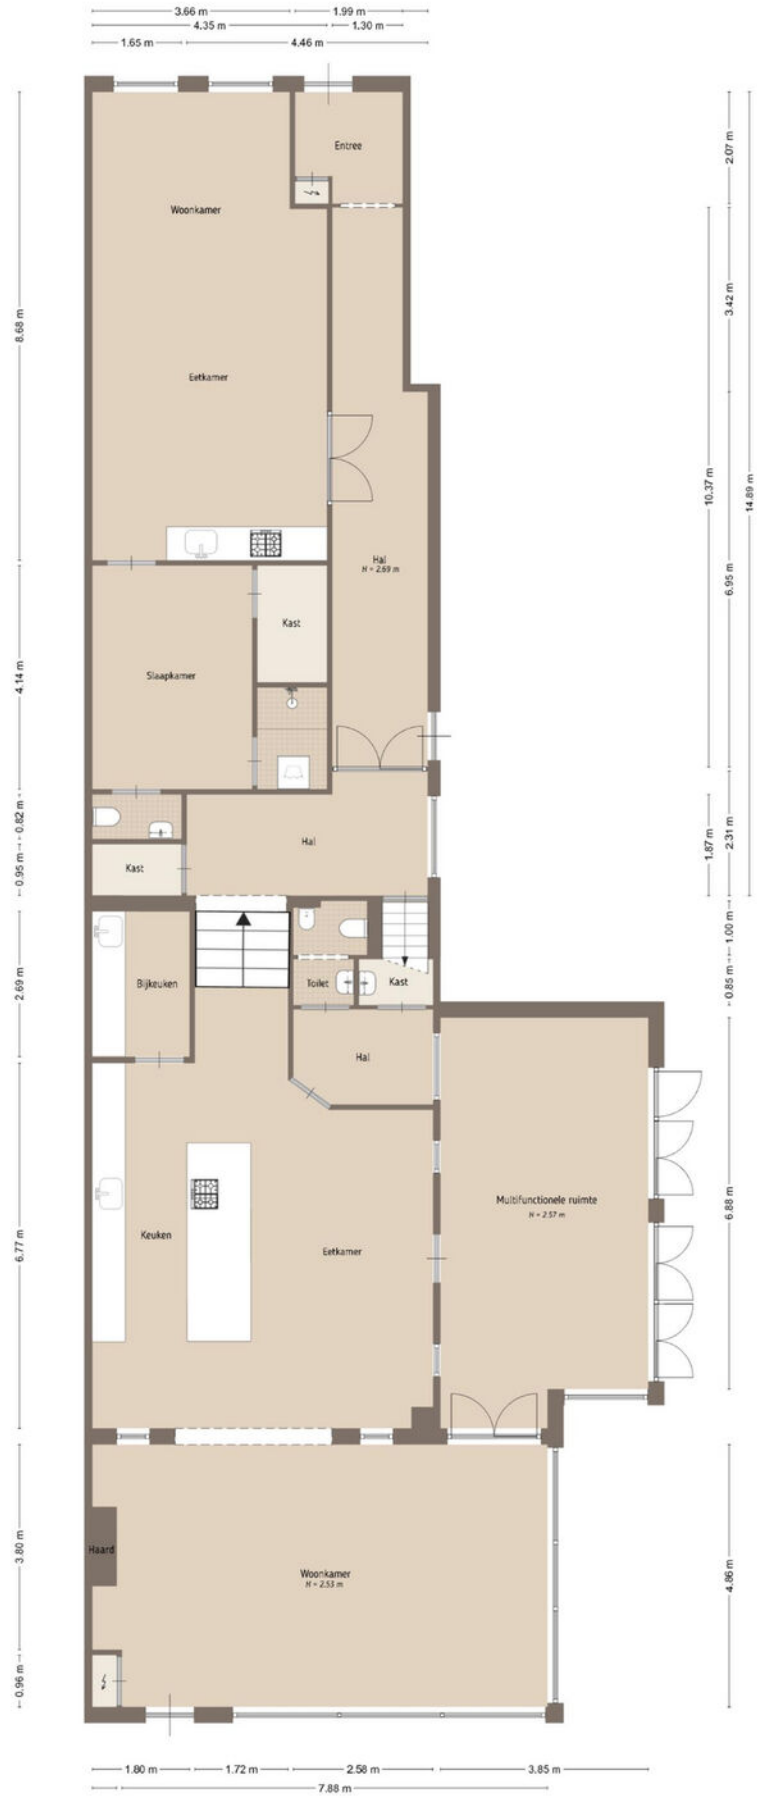 3.66 m
1.99 m
4.35 m
1.30 m
1.65 m
4.46 m
Entree
2.07 m
Woonkamer
8.68 m
3.42 m
Eetkamer
10.37 m
14.89 m
Hal
H = 2.69 m
6.95 m
Kast
Slaapkamer
4.14 m
0.82 m
Hal
1.87 m
2.31 m
Kast
0.95 m
1.00 m
2.69 m
Bijkeuken
Toilet
Kast
0.85 m
Hal
Multifunctionele ruimte
H = 2.57 m
6.88 m
6.77 m
Keuken
Eetkamer
3.80 m
Haard
Woonkamer
H = 2.53 m
4.86 m
0.96 m
1.80 m
1.72 m
2.58 m
3.85 m
7.88 m